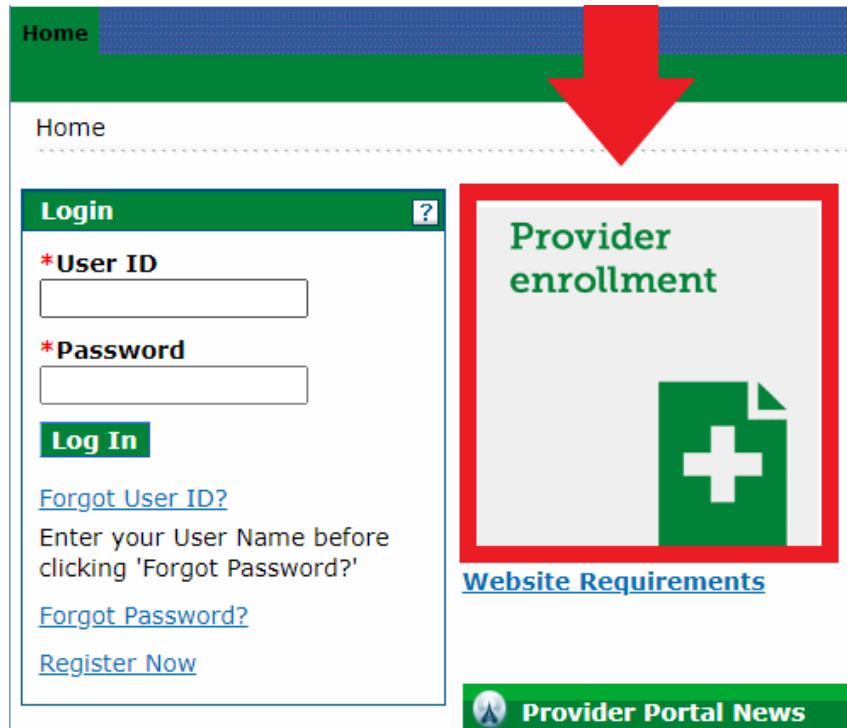 Home
Home
Login
?
*User ID
*Password
Log In
Forgot User ID?
Enter your User Name before
clicking 'Forgot Password?'
Forgot Password?
Register Now
Provider
enrollment
Website Requirements
Provider Portal News